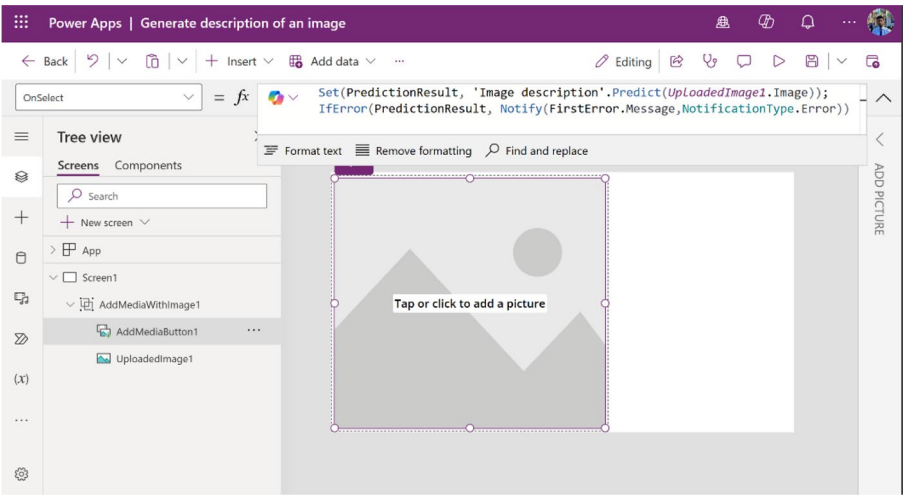 Power Apps | Generate description of an image
Back
Insert
Add data
...
Editing
OnSelect
= fx
Set(PredictionResult, 'Image description'.Predict(UploadedImage1.Image));
IfError(PredictionResult, Notify(FirstError.Message,NotificationType.Error))
Format text
Remove formatting
Find and replace
Tree view
Screens
Components
Search
New screen
App
Screen1
AddMediaWithImage1
AddMediaButton1
...
UploadedImage1
(x)
...
Tap or click to add a picture
ADD PICTURE